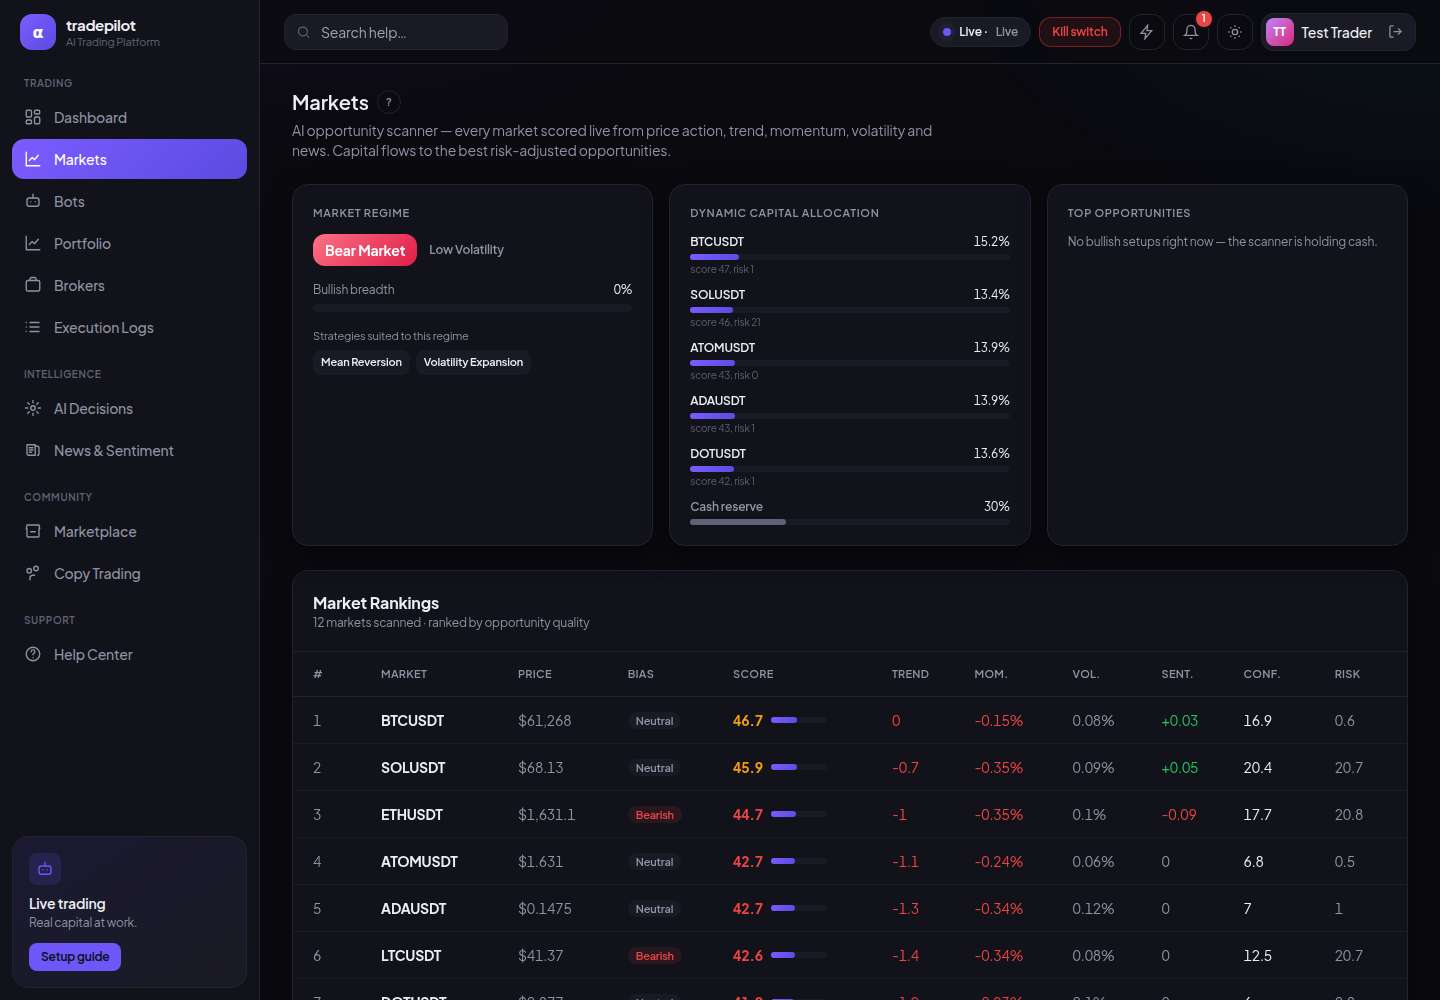 α
tradepilot
AI Trading Platform
TRADING
Dashboard
Markets
Bots
Portfolio
Brokers
Execution Logs
INTELLIGENCE
AI Decisions
News & Sentiment
COMMUNITY
Marketplace
Copy Trading
SUPPORT
Help Center
Live trading
Real capital at work.
Setup guide
Search help...
Live · Live
Kill switch
1
TT
Test Trader
Markets ?
AI opportunity scanner — every market scored live from price action, trend, momentum, volatility and
news. Capital flows to the best risk-adjusted opportunities.
MARKET REGIME
Bear Market Low Volatility
Bullish breadth 0%
Strategies suited to this regime
Mean Reversion Volatility Expansion
DYNAMIC CAPITAL ALLOCATION
BTCUSDT 15.2%
score 47, risk 1
SOLUSDT 13.4%
score 46, risk 21
ATOMUSDT 13.9%
score 43, risk 0
ADAUSDT 13.9%
score 43, risk 1
DOTUSDT 13.6%
score 42, risk 1
Cash reserve 30%
TOP OPPORTUNITIES
No bullish setups right now — the scanner is holding cash.
Market Rankings
12 markets scanned · ranked by opportunity quality
# MARKET PRICE BIAS SCORE TREND MOM. VOL. SENT. CONF. RISK
1 BTCUSDT $61,268 Neutral 46.7 0 -0.15% 0.08% +0.03 16.9 0.6
2 SOLUSDT $68.13 Neutral 45.9 -0.7 -0.35% 0.09% +0.05 20.4 20.7
3 ETHUSDT $1,631.1 Bearish 44.7 -1 -0.35% 0.1% -0.09 17.7 20.8
4 ATOMUSDT $1.631 Neutral 42.7 -1.1 -0.24% 0.06% 0 6.8 0.5
5 ADAUSDT $0.1475 Neutral 42.7 -1.3 -0.34% 0.12% 0 7 1
6 LTCUSDT $41.37 Bearish 42.6 -1.4 -0.34% 0.08% 0 12.5 20.7